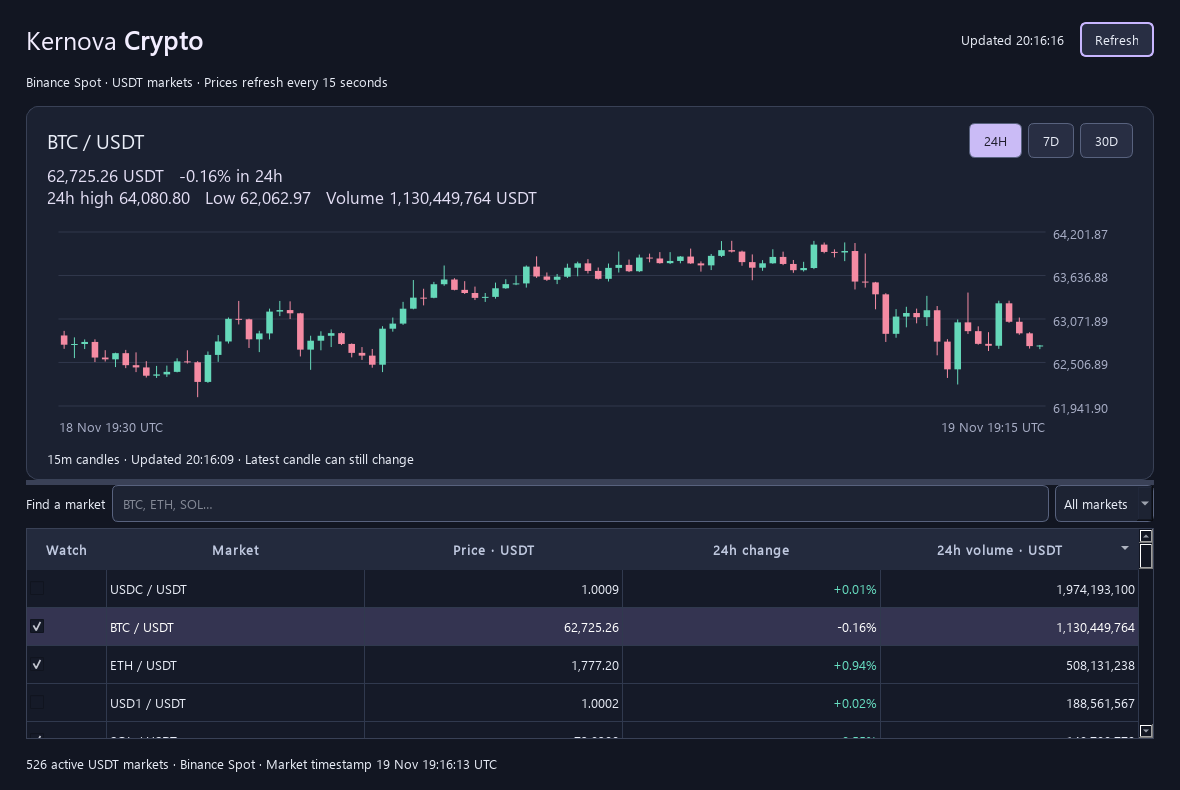 Kernova Crypto
Updated 20:16:16
Refresh
Binance Spot · USDT markets · Prices refresh every 15 seconds
BTC / USDT
24H 7D 30D
62,725.26 USDT -0.16% in 24h
24h high 64,080.80 Low 62,062.97 Volume 1,130,449,764 USDT
64,201.87
63,636.88
63,071.89
62,506.89
61,941.90
18 Nov 19:30 UTC
19 Nov 19:15 UTC
15m candles · Updated 20:16:09 · Latest candle can still change
Find a market BTC, ETH, SOL... All markets
Watch Market Price · USDT 24h change 24h volume · USDT
USDC / USDT 1.0009 +0.01% 1,974,193,100
BTC / USDT 62,725.26 -0.16% 1,130,449,764
ETH / USDT 1,777.20 +0.94% 508,131,238
USD1 / USDT 1.0002 +0.02% 188,561,567
526 active USDT markets · Binance Spot · Market timestamp 19 Nov 19:16:13 UTC